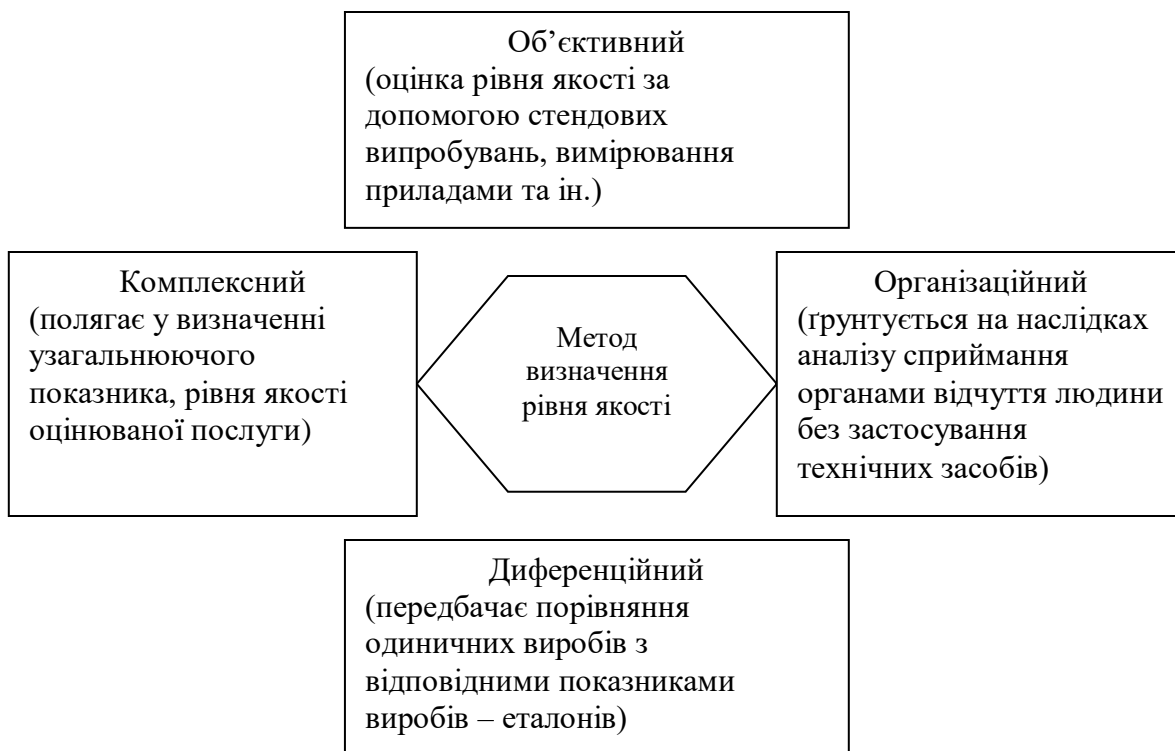 Об’єктивний
(оцінка рівня якості за
допомогою стендових
випробувань, вимірювання
приладами та ін.)
Комплексний
(полягає у визначенні
узагальнюючого
показника, рівня якості
оцінюваної послуги)
Метод
визначення
рівня якості
Організаційний
(ґрунтується на наслідках
аналізу сприймання
органами відчуття людини
без застосування
технічних засобів)
Диференційний
(передбачає порівняння
одиничних виробів з
відповідними показниками
виробів – еталонів)